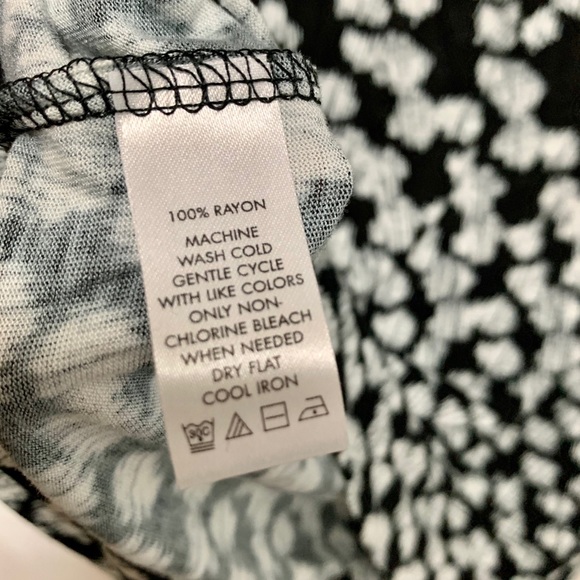 100% RAYON
MACHINE
WASH COLD
GENTLE CYCLE
WITH LIKE COLORS
ONLY NON-
CHLORINE BLEACH
WHEN NEEDED
DRY FLAT
COOL IRON